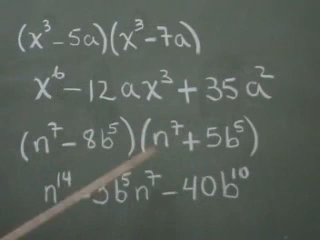 (x³ - 5a)(x³ - 7a)
x⁶ - 12ax³ + 35a²
(n⁷ - 8b⁵)(n⁷ + 5b⁵)
n¹⁴ - 3b⁵n⁷ - 40b¹⁰